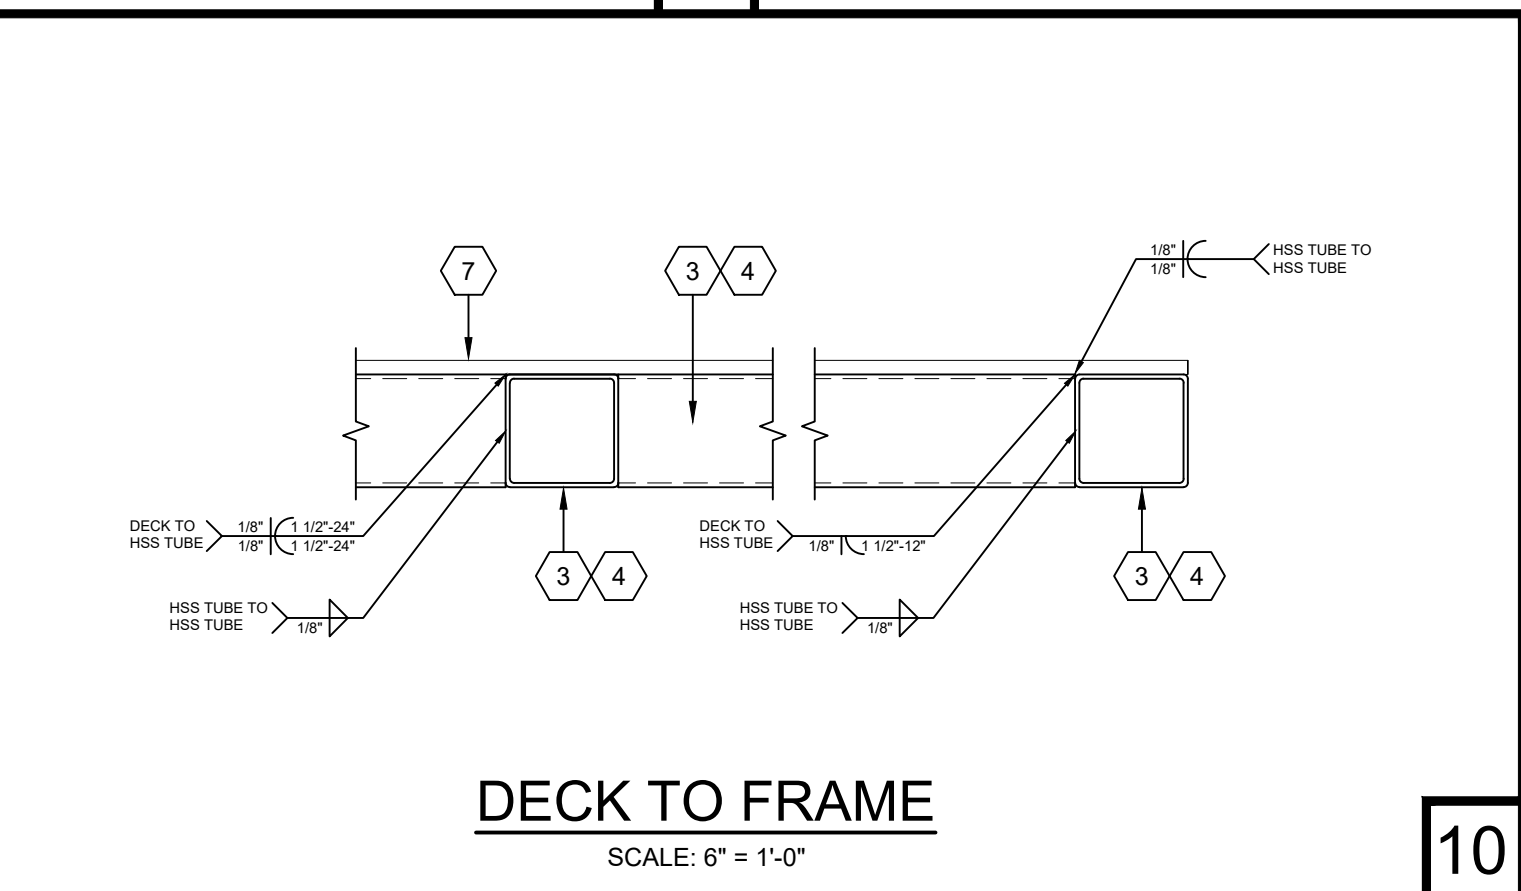 1/8" HSS TUBE TO
1/8" HSS TUBE
7
3 4
DECK TO 1/8" 1 1/2"-24"
HSS TUBE 1/8" 1 1/2"-24"
DECK TO
HSS TUBE 1/8" 1 1/2"-12"
3 4
3 4
HSS TUBE TO
HSS TUBE 1/8"
HSS TUBE TO
HSS TUBE 1/8"
DECK TO FRAME
SCALE: 6" = 1'-0"
10